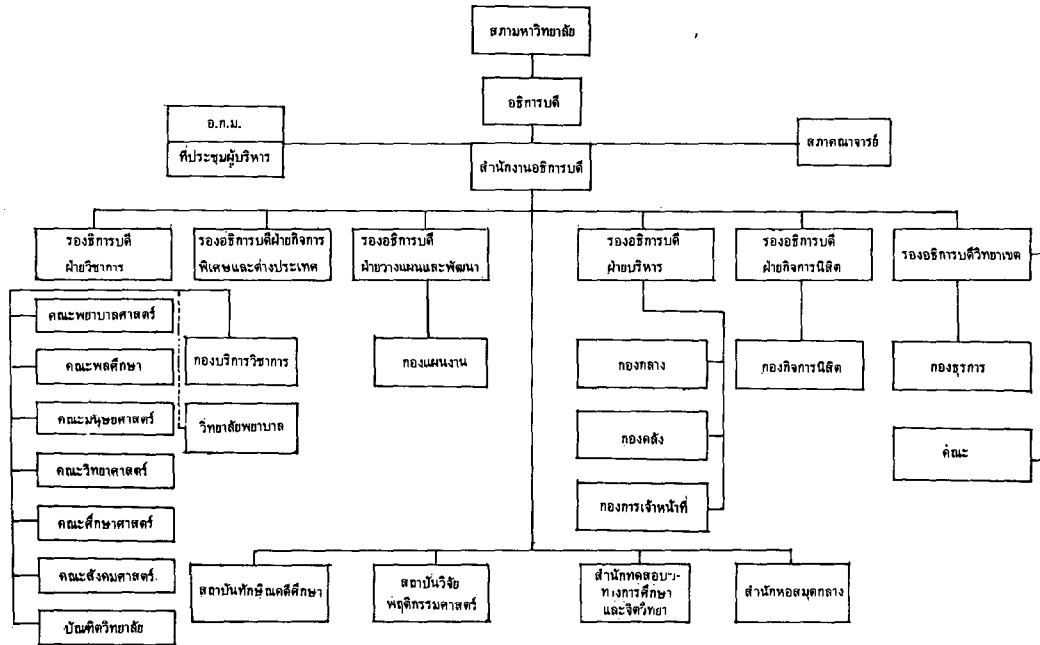 สภามหาวิทยาลัย
อธิการบดี
อ.ก.ม.
ที่ประชุมผู้บริหาร
สภาคณาจารย์
สำนักงานอธิการบดี
รองธิการบดี
ฝ่ายวิชาการ
รองอธิการบดีฝ่ายกิจการ
พิเศษและต่างประเทศ
รองอธิการบดี
ฝ่ายวางแผนและพัฒนา
รองอธิการบดี
ฝ่ายบริหาร
รองอธิการบดี
ฝ่ายกิจการนิสิต
รองอธิการบดีวิทยาเขต
คณะพยาบาลศาสตร์
คณะพลศึกษา
คณะมนุษยศาสตร์
คณะวิทยาศาสตร์
คณะศึกษาศาสตร์
คณะสังคมศาสตร์
บัณฑิตวิทยาลัย
กองบริการวิชาการ
วิทยาลัยพยาบาล
กองแผนงาน
กองกลาง
กองคลัง
กองการเจ้าหน้าที่
กองกิจการนิสิต
กองธุรการ
คณะ
สถาบันทักษิณคดีศึกษา
สถาบันวิจัย
พฤติกรรมศาสตร์
สำนักทดสอบ
ทางการศึกษา
และจิตวิทยา
สำนักหอสมุดกลาง